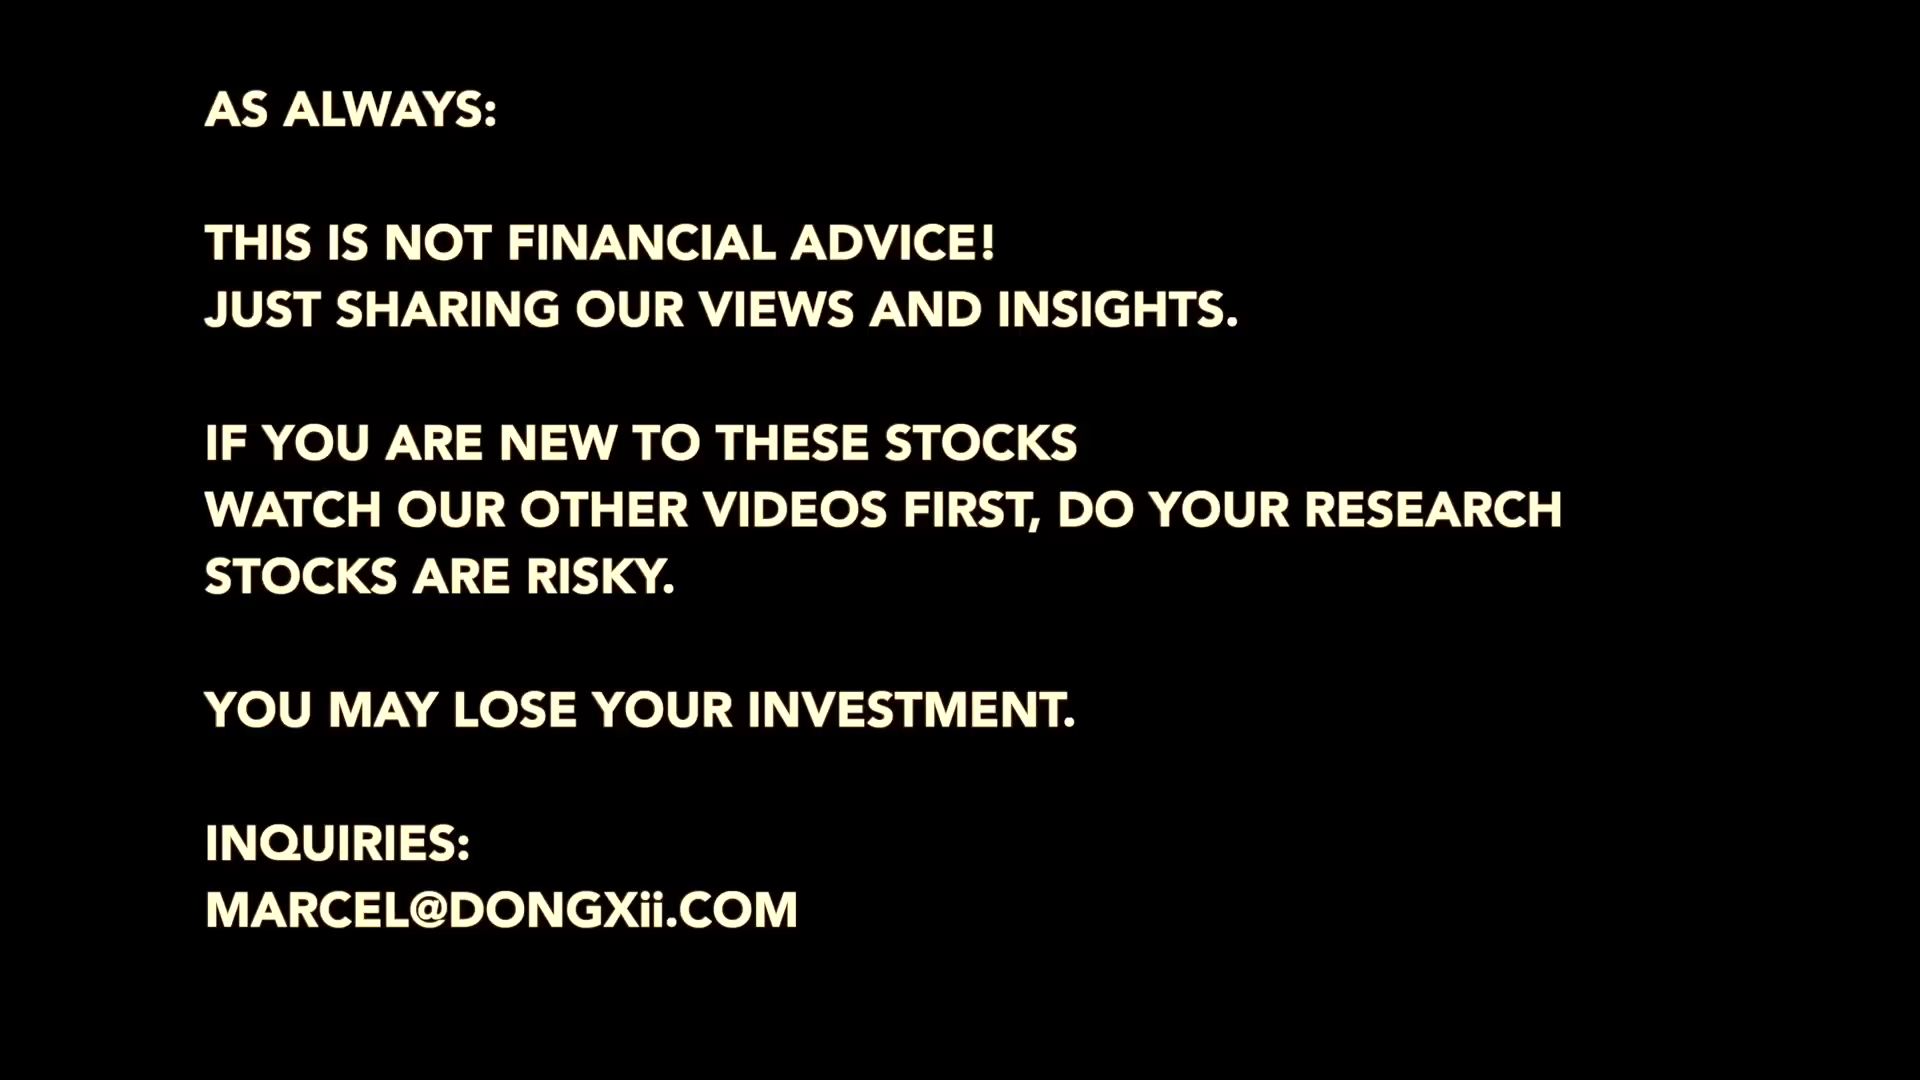 AS ALWAYS:
THIS IS NOT FINANCIAL ADVICE!
JUST SHARING OUR VIEWS AND INSIGHTS.
IF YOU ARE NEW TO THESE STOCKS
WATCH OUR OTHER VIDEOS FIRST, DO YOUR RESEARCH
STOCKS ARE RISKY.
YOU MAY LOSE YOUR INVESTMENT.
INQUIRIES:
MARCEL@DONGXii.COM